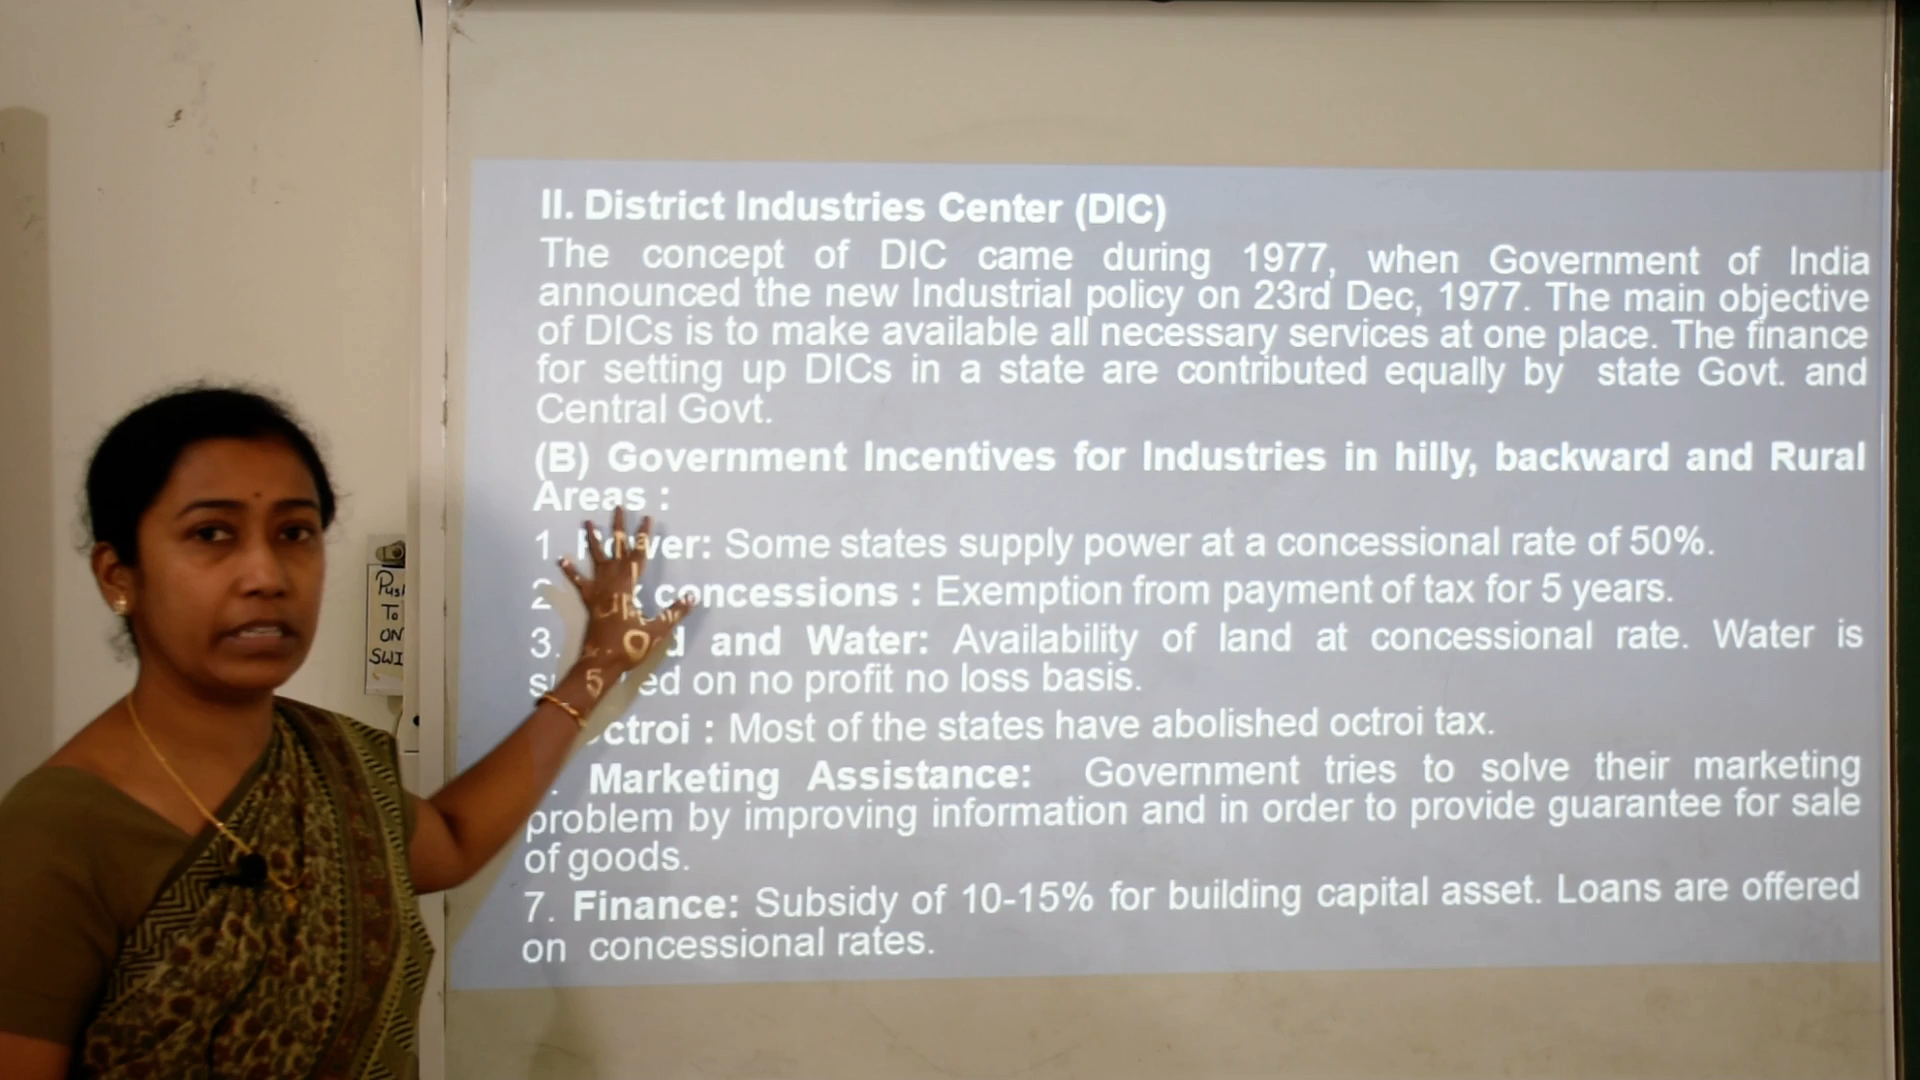 II. District Industries Center (DIC)
The concept of DIC came during 1977, when Government of India
announced the new Industrial policy on 23rd Dec, 1977. The main objective
of DICs is to make available all necessary services at one place. The finance
for setting up DICs in a state are contributed equally by state Govt. and
Central Govt.
(B) Government Incentives for Industries in hilly, backward and Rural
Areas :
1. Power: Some states supply power at a concessional rate of 50%.
2 concessions : Exemption from payment of tax for 5 years.
3. and Water: Availability of land at concessional rate. Water is
on no profit no loss basis.
Octroi : Most of the states have abolished octroi tax.
Marketing Assistance: Government tries to solve their marketing
problem by improving information and in order to provide guarantee for sale
of goods.
7. Finance: Subsidy of 10-15% for building capital asset. Loans are offered
on concessional rates.
Push
To
ON
SWI